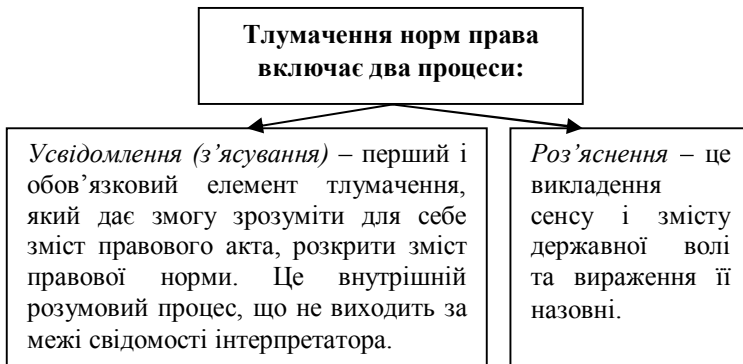 Тлумачення норм права
включає два процеси:
Усвідомлення (з’ясування) – перший і
обов’язковий елемент тлумачення,
який дає змогу зрозуміти для себе
зміст правового акта, розкрити зміст
правової норми. Це внутрішній
розумовий процес, що не виходить за
межі свідомості інтерпретатора.
Роз’яснення – це
викладення
сенсу і змісту
державної волі
та вираження її
назовні.